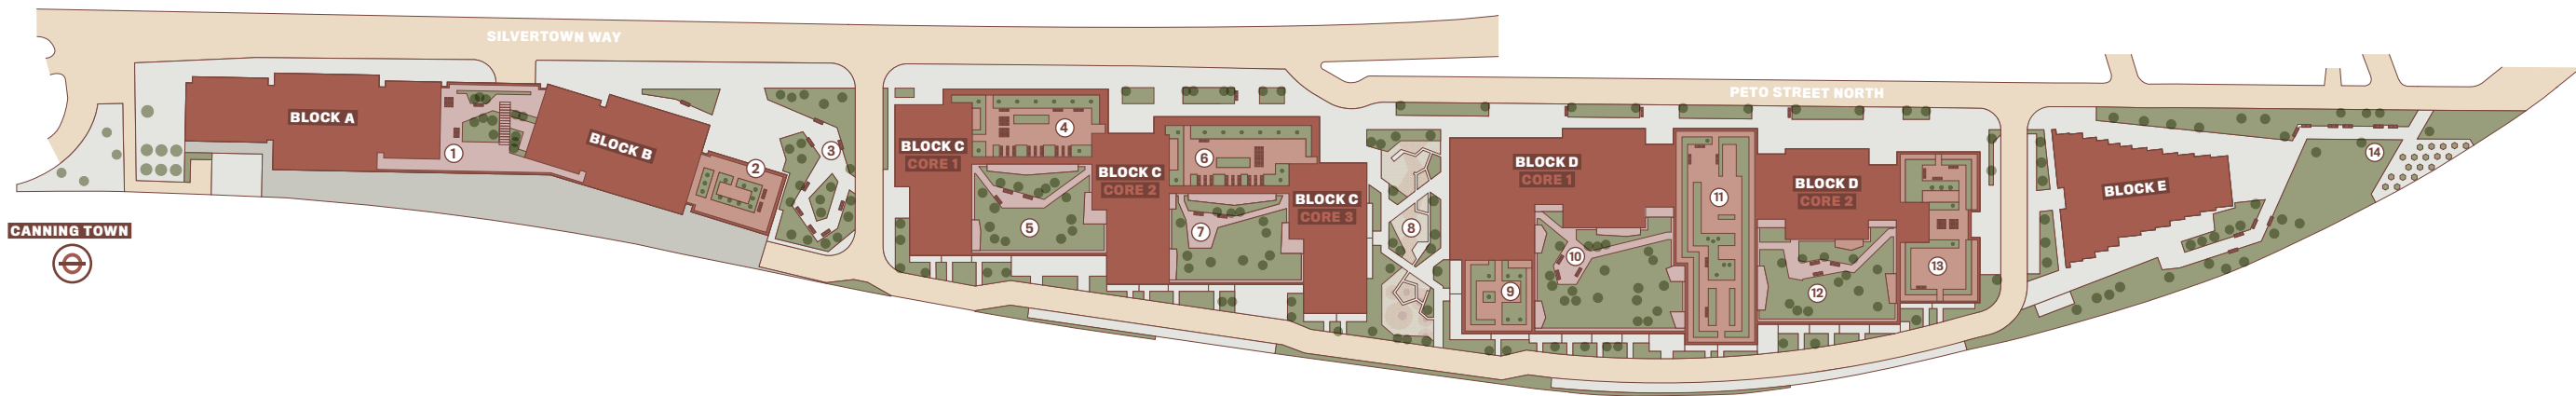 SILVERTOWN WAY
PETO STREET NORTH
BLOCK A
BLOCK B
BLOCK C
CORE 1
BLOCK C
CORE 2
BLOCK C
CORE 3
BLOCK D
CORE 1
BLOCK D
CORE 2
BLOCK E
1
2
3
4
5
6
7
8
9
10
11
12
13
14
CANNING TOWN